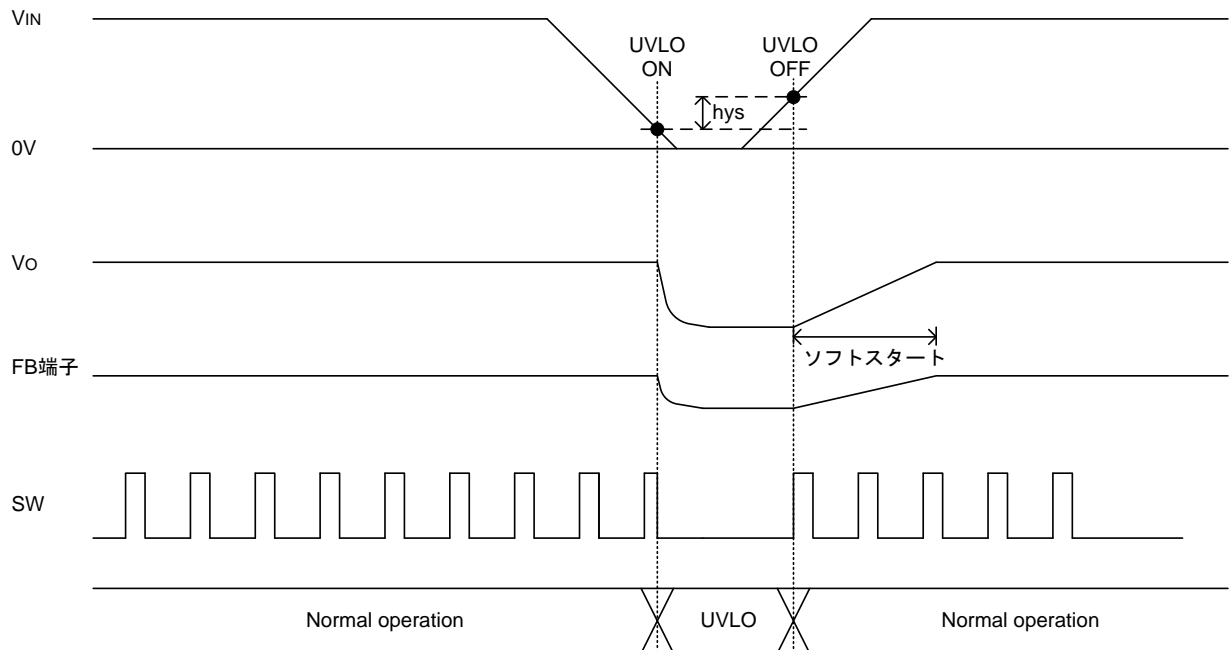 VIN
UVLO
ON
UVLO
OFF
hys
0V
VO
ソフトスタート
FB端子
SW
Normal operation
UVLO
Normal operation